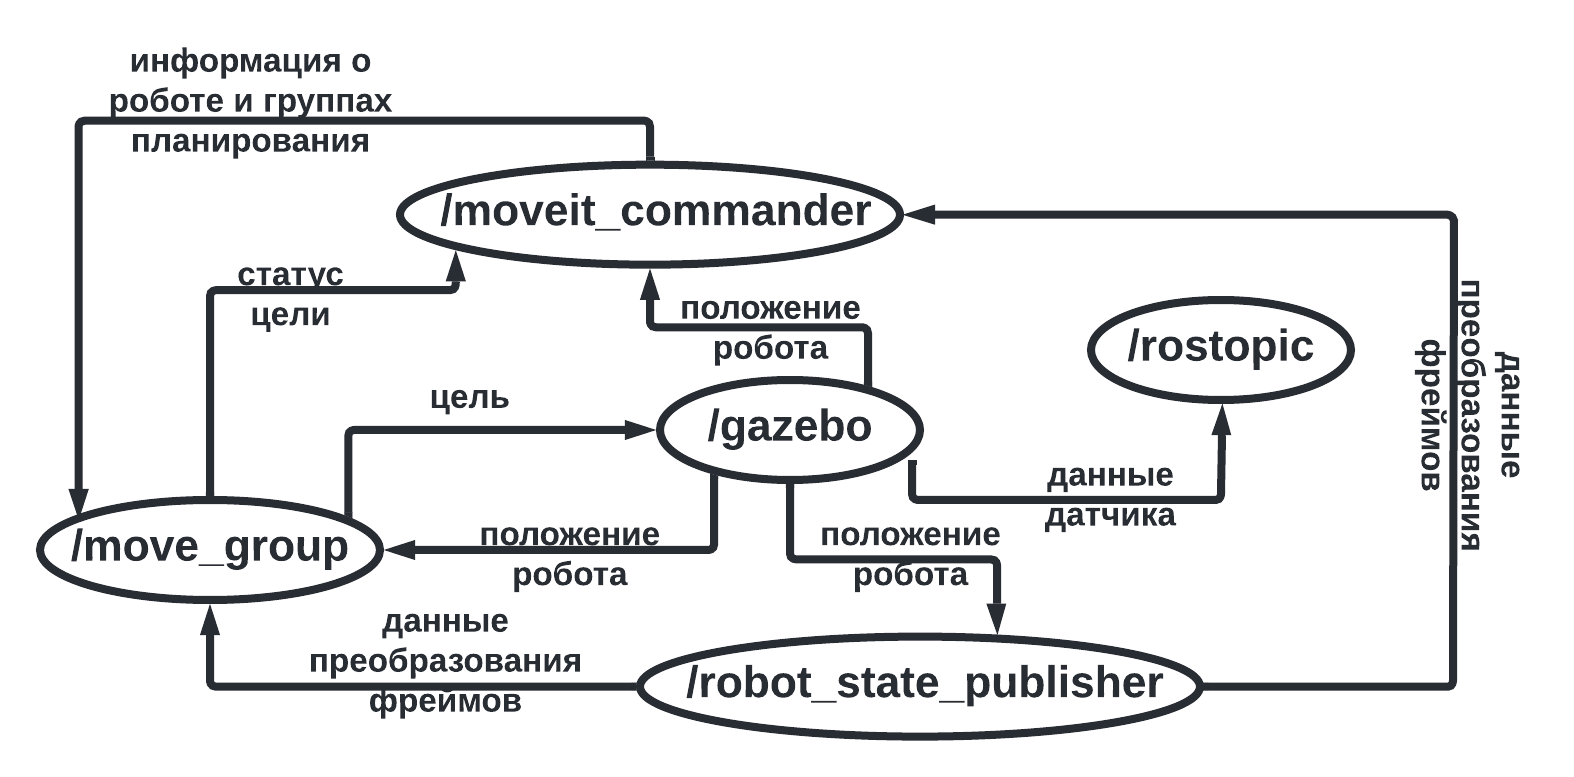 информация о
роботе и группах
планирования
/moveit_commander
статус
цели
положение
робота
/rostopic
цель
/gazebo
данные
преобразования
фреймов
данные
датчика
/move_group
положение
робота
положение
робота
данные
преобразования
фреймов
/robot_state_publisher